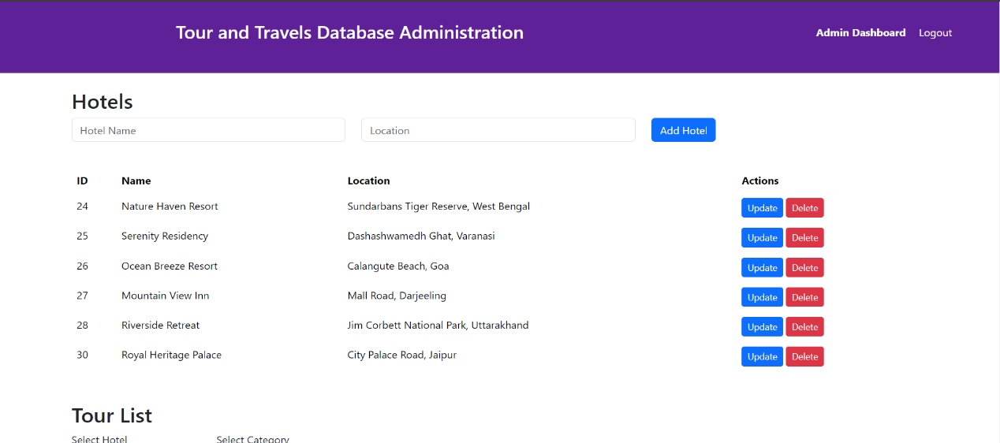 Tour and Travels Database Administration
Admin Dashboard Logout
Hotels
Hotel Name Location Add Hotel
ID Name Location Actions
24 Nature Haven Resort Sundarbans Tiger Reserve, West Bengal Update Delete
25 Serenity Residency Dashashwamedh Ghat, Varanasi Update Delete
26 Ocean Breeze Resort Calangute Beach, Goa Update Delete
27 Mountain View Inn Mall Road, Darjeeling Update Delete
28 Riverside Retreat Jim Corbett National Park, Uttarakhand Update Delete
30 Royal Heritage Palace City Palace Road, Jaipur Update Delete
Tour List
Select Hotel Select Category